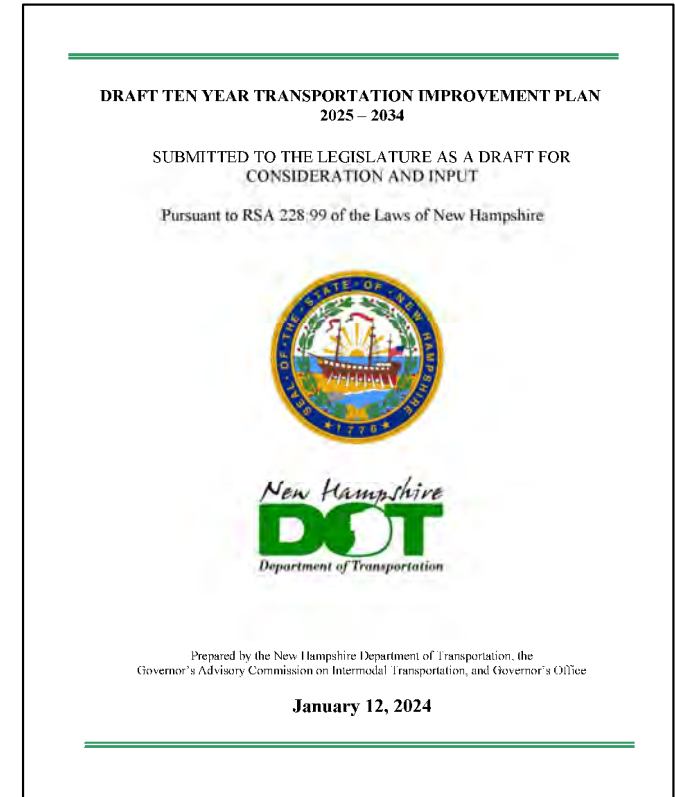 DRAFT TEN YEAR TRANSPORTATION IMPROVEMENT PLAN
2025 – 2034
SUBMITTED TO THE LEGISLATURE AS A DRAFT FOR
CONSIDERATION AND INPUT
Pursuant to RSA 228:99 of the Laws of New Hampshire
SEAL · OF · THE · STATE · OF · NEW HAMPSHIRE
★1776★
New Hampshire
DOT
Department of Transportation
Prepared by the New Hampshire Department of Transportation, the
Governor's Advisory Commission on Intermodal Transportation, and Governor's Office
January 12, 2024